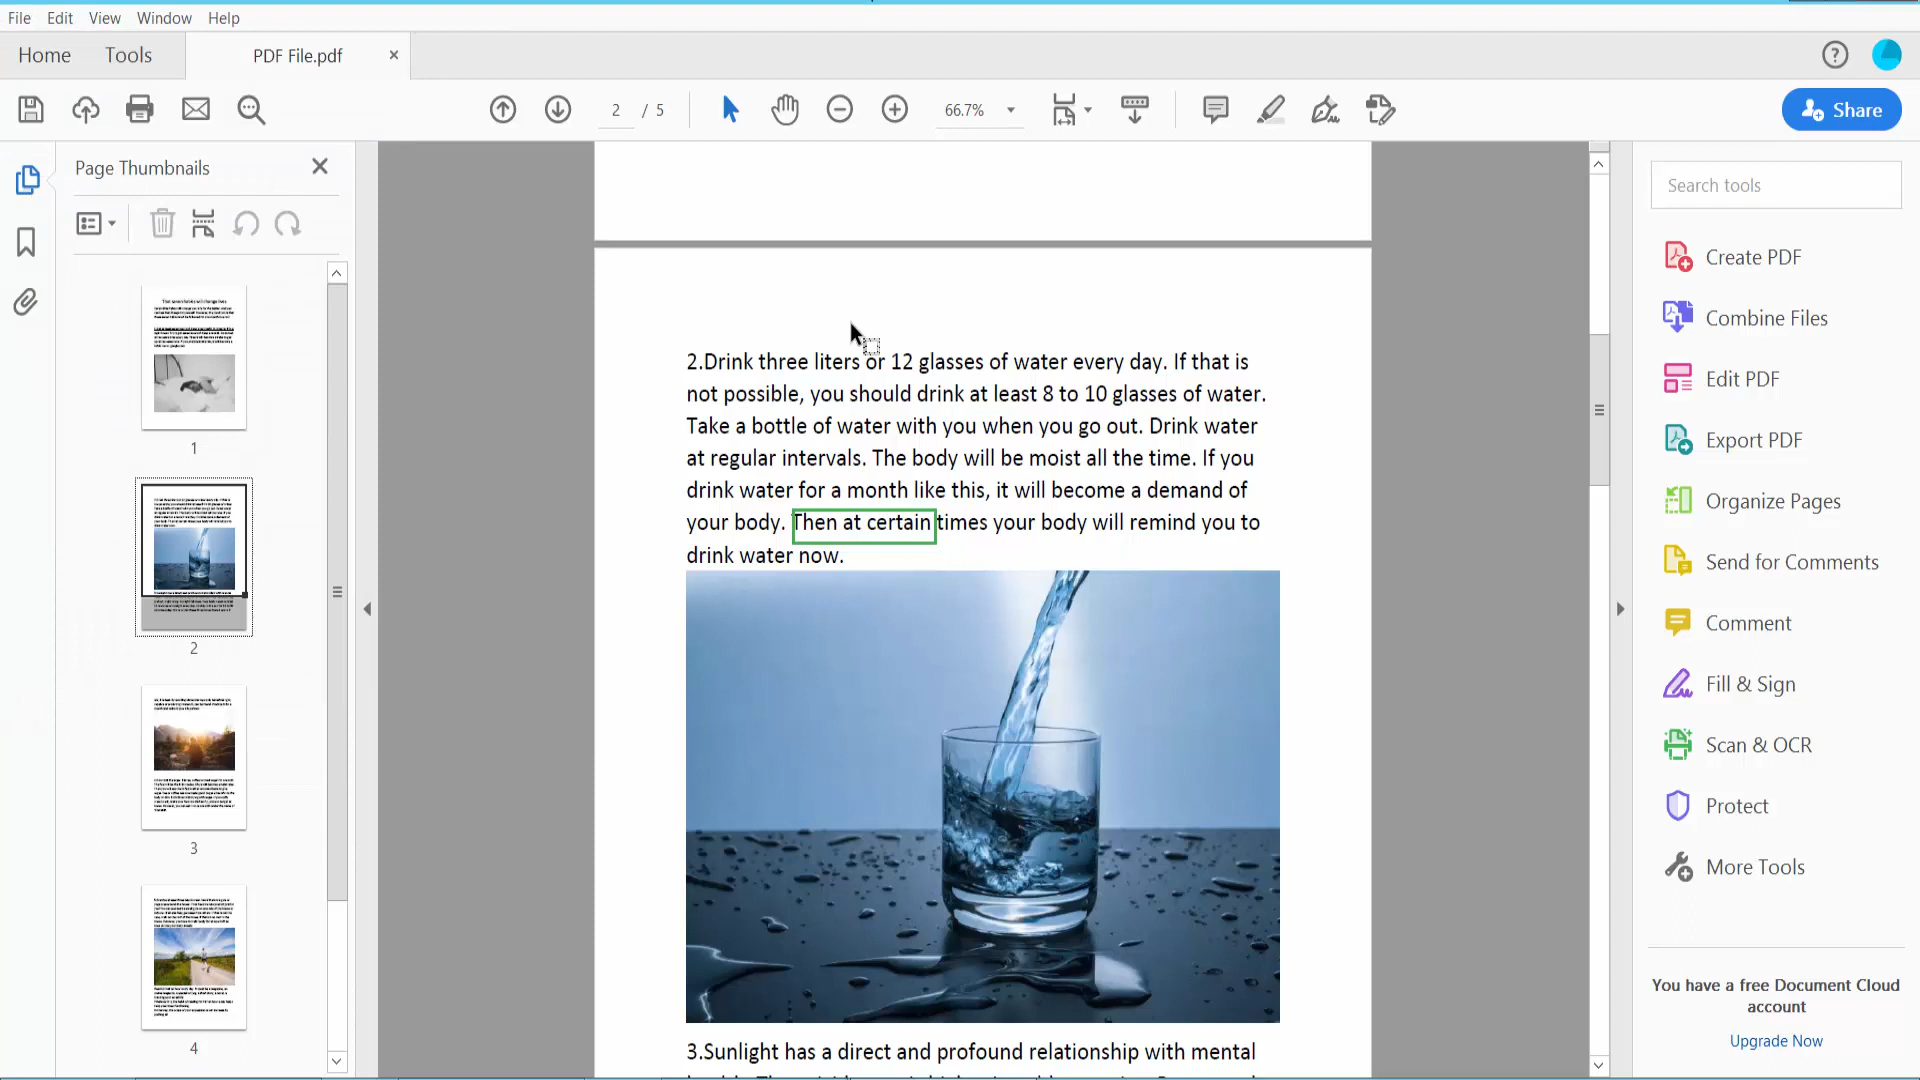 File Edit View Window Help
Home Tools PDF File.pdf
2 / 5 66.7% Share
Page Thumbnails
1
2
3
4
2.Drink three liters or 12 glasses of water every day. If that is
not possible, you should drink at least 8 to 10 glasses of water.
Take a bottle of water with you when you go out. Drink water
at regular intervals. The body will be moist all the time. If you
drink water for a month like this, it will become a demand of
your body. Then at certain times your body will remind you to
drink water now.
3.Sunlight has a direct and profound relationship with mental
Search tools
Create PDF
Combine Files
Edit PDF
Export PDF
Organize Pages
Send for Comments
Comment
Fill & Sign
Scan & OCR
Protect
More Tools
You have a free Document Cloud
account
Upgrade Now